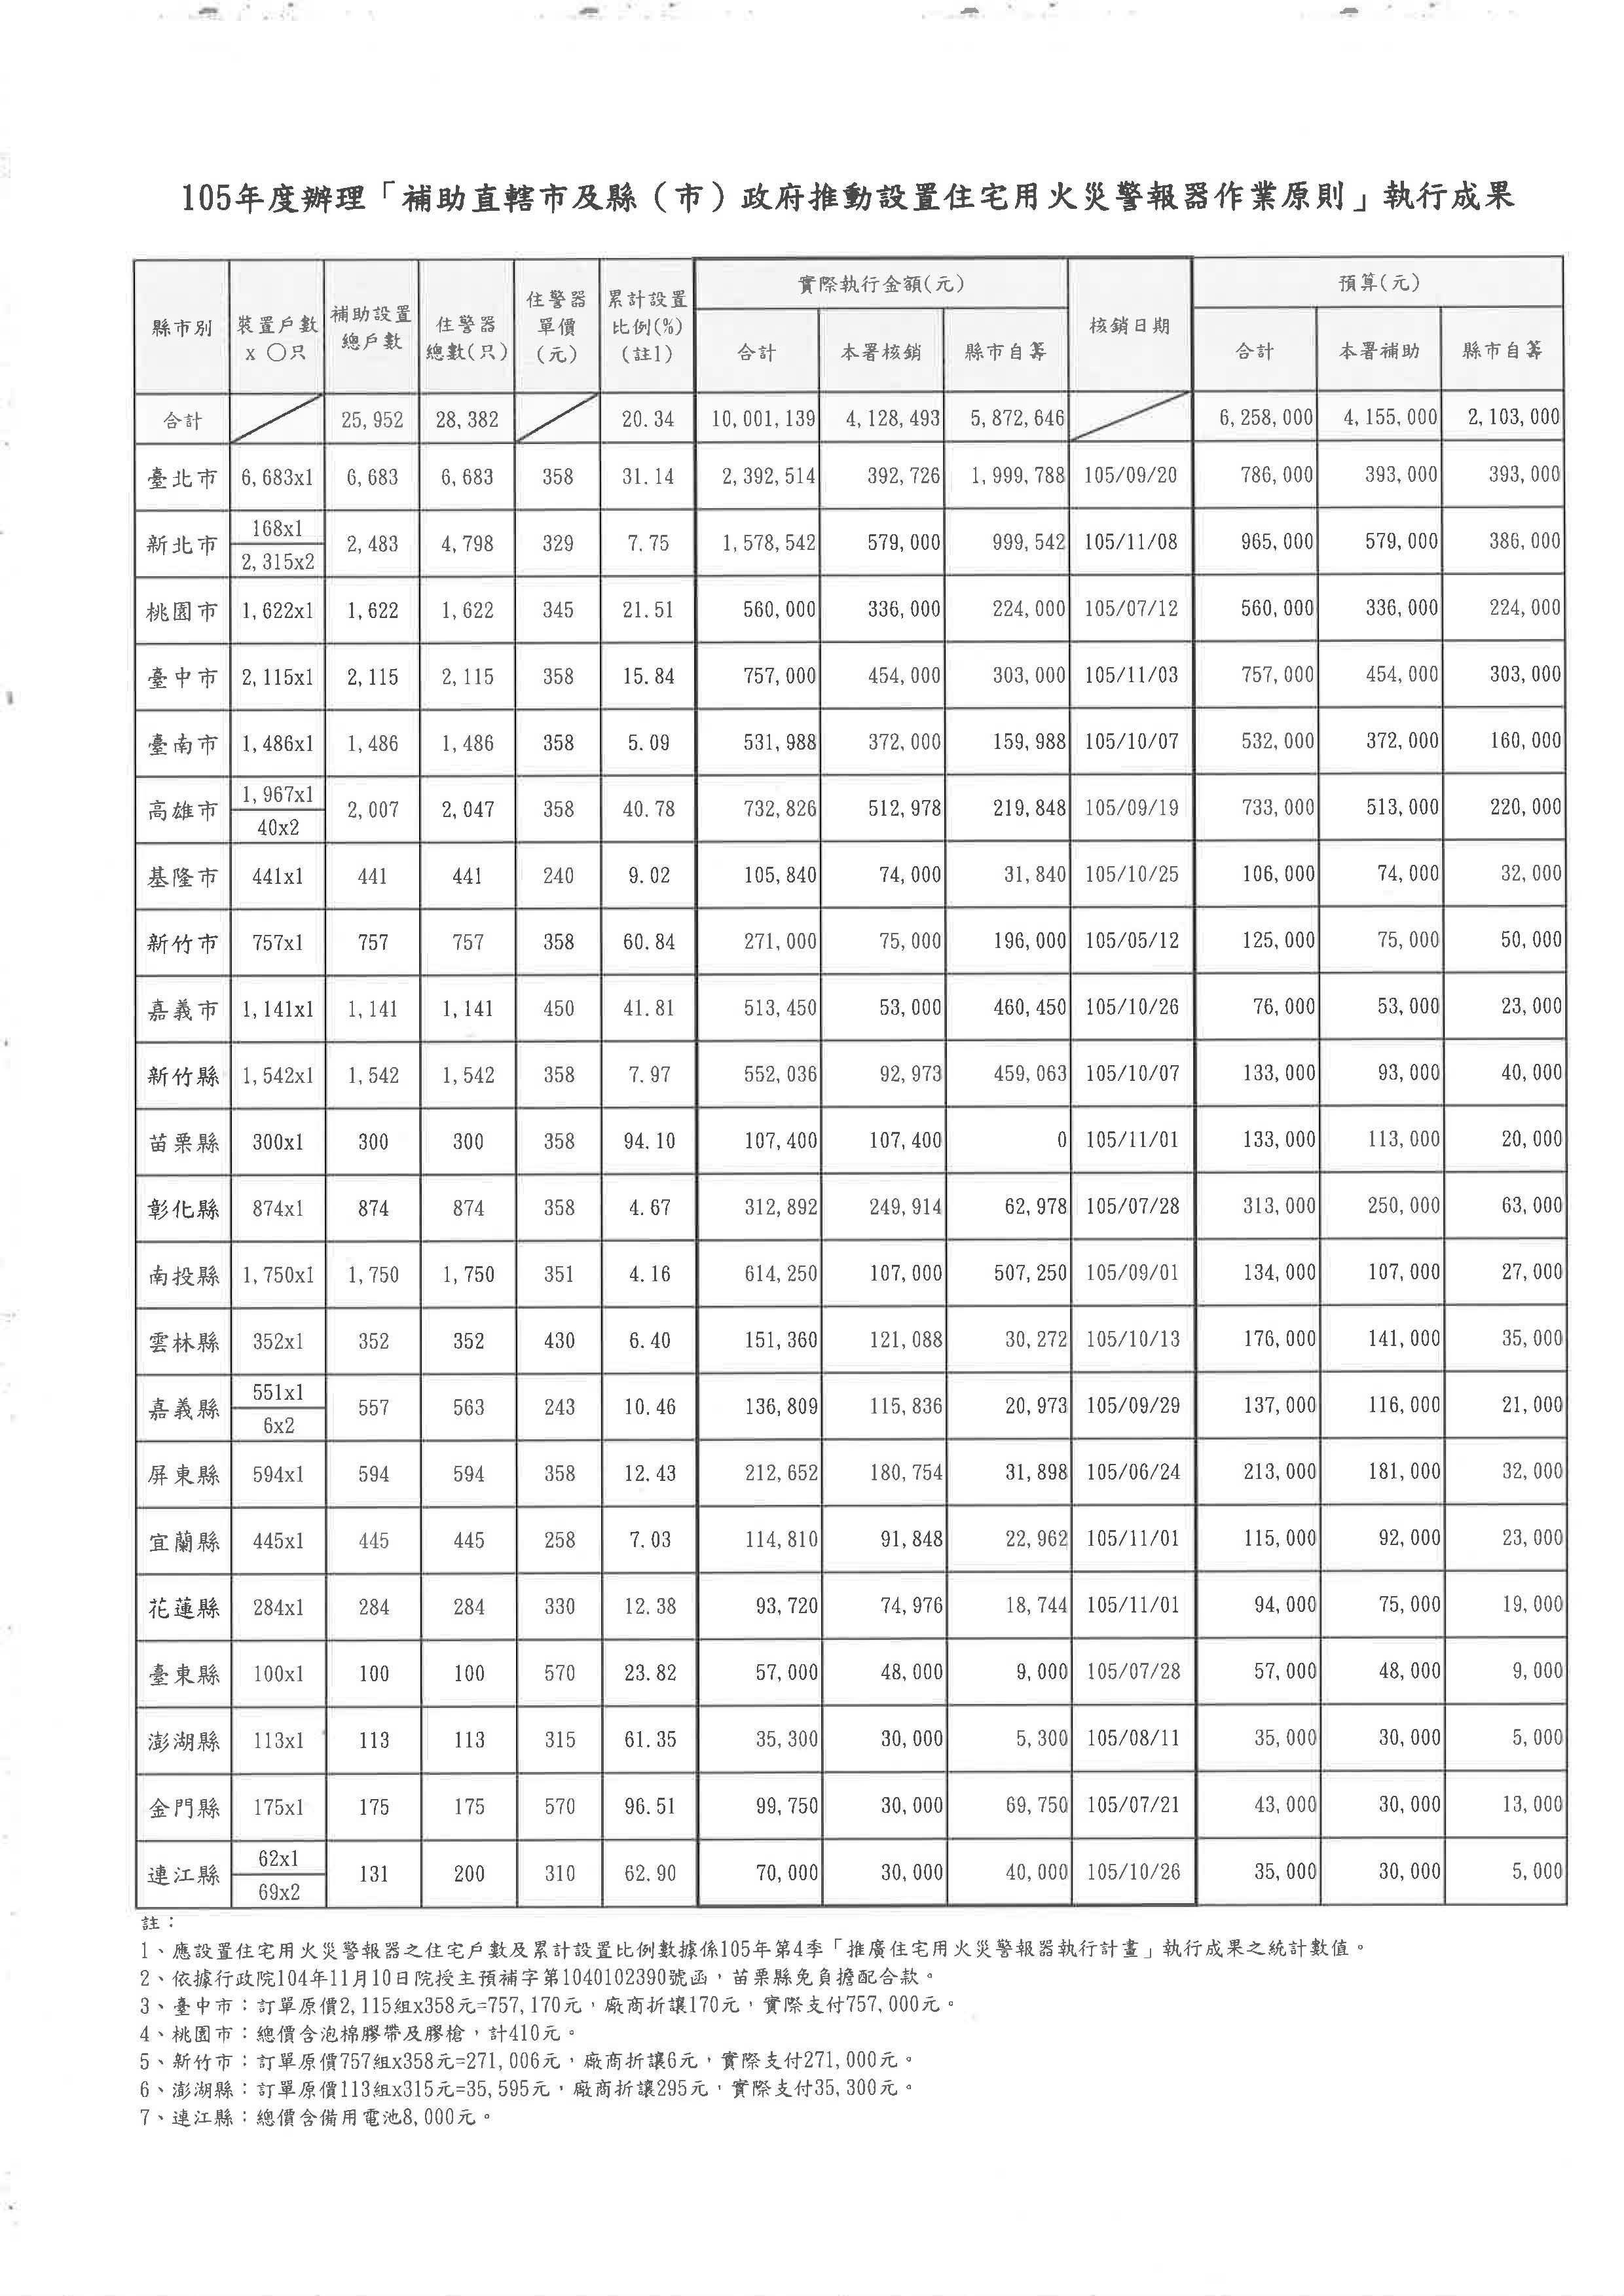 105年度辦理「補助直轄市及縣（市）政府推動設置住宅用火災警報器作業原則」執行成果
縣市別 裝置戶數 x ○只 補助設置總戶數 住警器總數(只) 住警器單價(元) 累計設置比例(%)(註1) 實際執行金額(元) 核銷日期 預算(元)
合計 本署核銷 縣市自籌 合計 本署補助 縣市自籌
合計 25,952 28,382 20.34 10,001,139 4,128,493 5,872,646 6,258,000 4,155,000 2,103,000
臺北市 6,683x1 6,683 6,683 358 31.14 2,392,514 392,726 1,999,788 105/09/20 786,000 393,000 393,000
新北市 168x1 2,315x2 2,483 4,798 329 7.75 1,578,542 579,000 999,542 105/11/08 965,000 579,000 386,000
桃園市 1,622x1 1,622 1,622 345 21.51 560,000 336,000 224,000 105/07/12 560,000 336,000 224,000
臺中市 2,115x1 2,115 2,115 358 15.84 757,000 454,000 303,000 105/11/03 757,000 454,000 303,000
臺南市 1,486x1 1,486 1,486 358 5.09 531,988 372,000 159,988 105/10/07 532,000 372,000 160,000
高雄市 1,967x1 40x2 2,007 2,047 358 40.78 732,826 512,978 219,848 105/09/19 733,000 513,000 220,000
基隆市 441x1 441 441 240 9.02 105,840 74,000 31,840 105/10/25 106,000 74,000 32,000
新竹市 757x1 757 757 358 60.84 271,000 75,000 196,000 105/05/12 125,000 75,000 50,000
嘉義市 1,141x1 1,141 1,141 450 41.81 513,450 53,000 460,450 105/10/26 76,000 53,000 23,000
新竹縣 1,542x1 1,542 1,542 358 7.97 552,036 92,973 459,063 105/10/07 133,000 93,000 40,000
苗栗縣 300x1 300 300 358 94.10 107,400 107,400 0 105/11/01 133,000 113,000 20,000
彰化縣 874x1 874 874 358 4.67 312,892 249,914 62,978 105/07/28 313,000 250,000 63,000
南投縣 1,750x1 1,750 1,750 351 4.16 614,250 107,000 507,250 105/09/01 134,000 107,000 27,000
雲林縣 352x1 352 352 430 6.40 151,360 121,088 30,272 105/10/13 176,000 141,000 35,000
嘉義縣 551x1 6x2 557 563 243 10.46 136,809 115,836 20,973 105/09/29 137,000 116,000 21,000
屏東縣 594x1 594 594 358 12.43 212,652 180,754 31,898 105/06/24 213,000 181,000 32,000
宜蘭縣 445x1 445 445 258 7.03 114,810 91,848 22,962 105/11/01 115,000 92,000 23,000
花蓮縣 284x1 284 284 330 12.38 93,720 74,976 18,744 105/11/01 94,000 75,000 19,000
臺東縣 100x1 100 100 570 23.82 57,000 48,000 9,000 105/07/28 57,000 48,000 9,000
澎湖縣 113x1 113 113 315 61.35 35,300 30,000 5,300 105/08/11 35,000 30,000 5,000
金門縣 175x1 175 175 570 96.51 99,750 30,000 69,750 105/07/21 43,000 30,000 13,000
連江縣 62x1 69x2 131 200 310 62.90 70,000 30,000 40,000 105/10/26 35,000 30,000 5,000
註：
1、應設置住宅用火災警報器之住宅戶數及累計設置比例數據係105年第4季「推廣住宅用火災警報器執行計畫」執行成果之統計數值。
2、依據行政院104年11月10日院授主預補字第1040102390號函，苗栗縣免負擔配合款。
3、臺中市：訂單原價2,115組x358元=757,170元，廠商折讓170元，實際支付757,000元。
4、桃園市：總價含泡棉膠帶及膠槍，計410元。
5、新竹市：訂單原價757組x358元=271,006元，廠商折讓6元，實際支付271,000元。
6、澎湖縣：訂單原價113組x315元=35,595元，廠商折讓295元，實際支付35,300元。
7、連江縣：總價含備用電池8,000元。